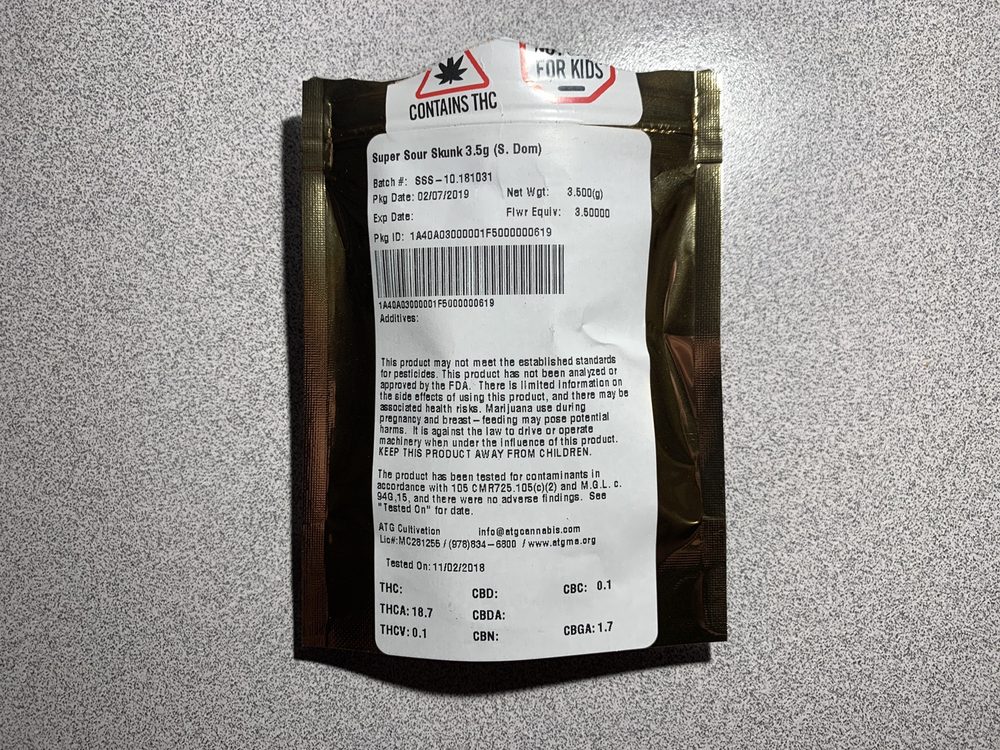 FOR KIDS
CONTAINS THC
Super Sour Skunk 3.5g (S. Dom)
Batch #: SSS-10.181031
Pkg Date: 02/07/2019 Net Wgt: 3.500(g)
Exp Date: Flwr Equiv: 3.50000
Pkg ID: 1A40A03000001F5000000619
1A40A03000001F5000000619
Additives:
This product may not meet the established standards
for pesticides. This product has not been analyzed or
approved by the FDA. There is limited information on
the side effects of using this product, and there may be
associated health risks. Marijuana use during
pregnancy and breast-feeding may pose potential
harms. It is against the law to drive or operate
machinery when under the influence of this product.
KEEP THIS PRODUCT AWAY FROM CHILDREN.
The product has been tested for contaminants in
accordance with 105 CMR725.105(c)(2) and M.G.L. c.
94G,15, and there were no adverse findings. See
"Tested On" for date.
ATG Cultivation info@atgcannabis.com
Lic#:MC281255 / (978)834-6800 / www.atgma.org
Tested On: 11/02/2018
THC: CBD: CBC: 0.1
THCA: 18.7 CBDA:
THCV: 0.1 CBN: CBGA: 1.7